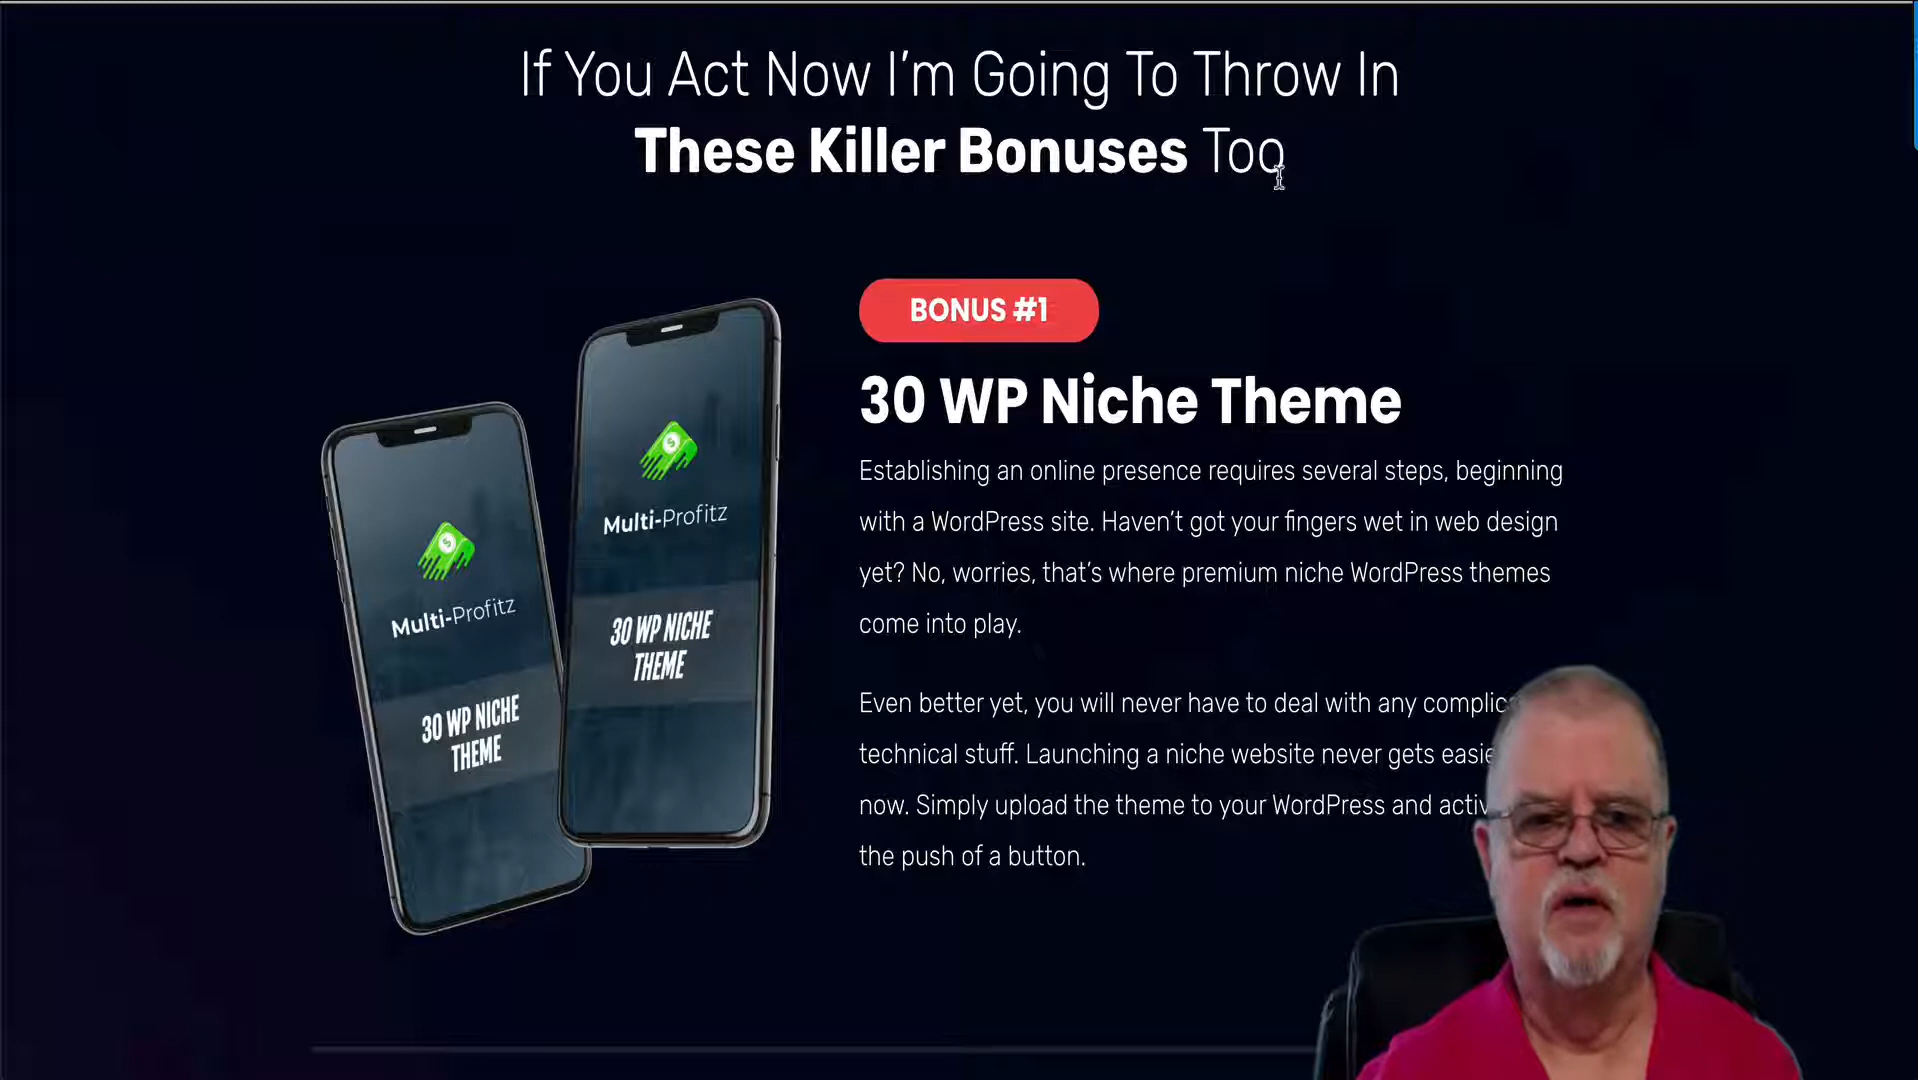 If You Act Now I'm Going To Throw In
These Killer Bonuses Too
BONUS #1
30 WP Niche Theme
Establishing an online presence requires several steps, beginning
with a WordPress site. Haven't got your fingers wet in web design
yet? No, worries, that's where premium niche WordPress themes
come into play.
Even better yet, you will never have to deal with any
technical stuff. Launching a niche website never gets
now. Simply upload the theme to your WordPress and
the push of a button.
Multi-Profitz
30 WP NICHE
THEME
Multi-Profitz
30 WP NICHE
THEME